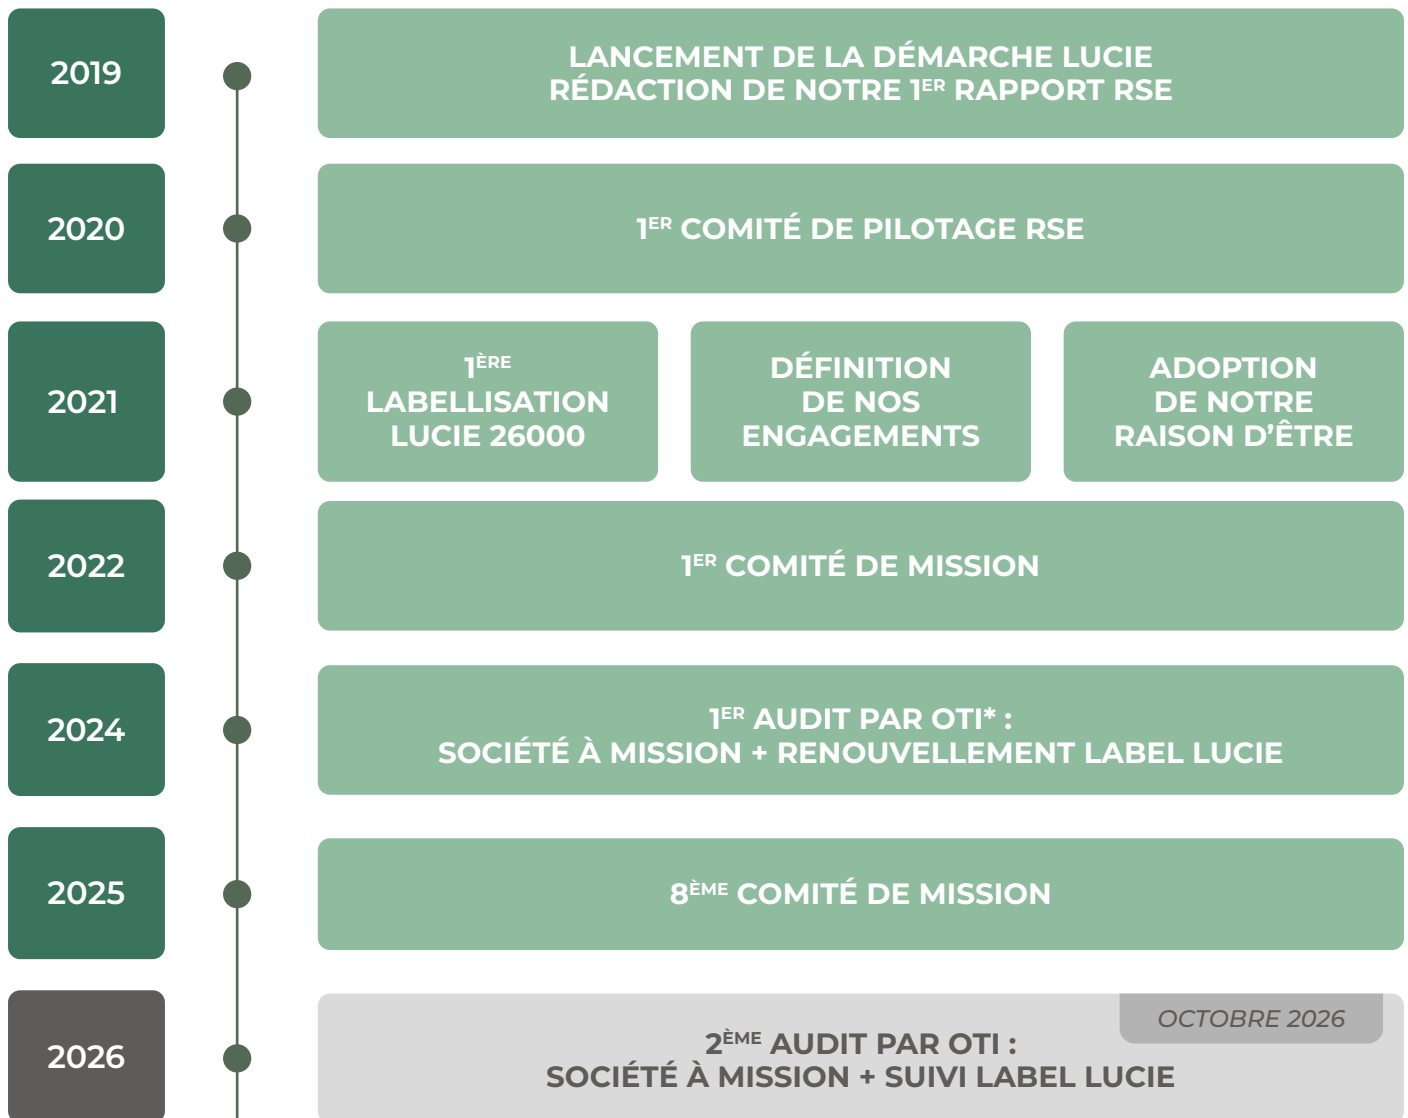 2019
LANCEMENT DE LA DÉMARCHE LUCIE
RÉDACTION DE NOTRE 1ER RAPPORT RSE
2020
1ER COMITÉ DE PILOTAGE RSE
2021
1ÈRE
LABELLISATION
LUCIE 26000
DÉFINITION
DE NOS
ENGAGEMENTS
ADOPTION
DE NOTRE
RAISON D’ÊTRE
2022
1ER COMITÉ DE MISSION
2024
1ER AUDIT PAR OTI* :
SOCIÉTÉ À MISSION + RENOUVELLEMENT LABEL LUCIE
2025
8ÈME COMITÉ DE MISSION
2026
OCTOBRE 2026
2ÈME AUDIT PAR OTI :
SOCIÉTÉ À MISSION + SUIVI LABEL LUCIE